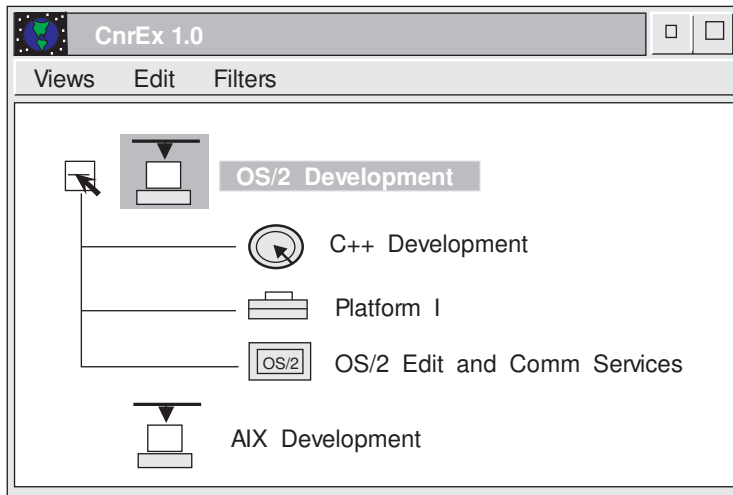 CnrEx 1.0
Views Edit Filters
OS/2 Development
C++ Development
Platform I
OS/2
OS/2 Edit and Comm Services
AIX Development